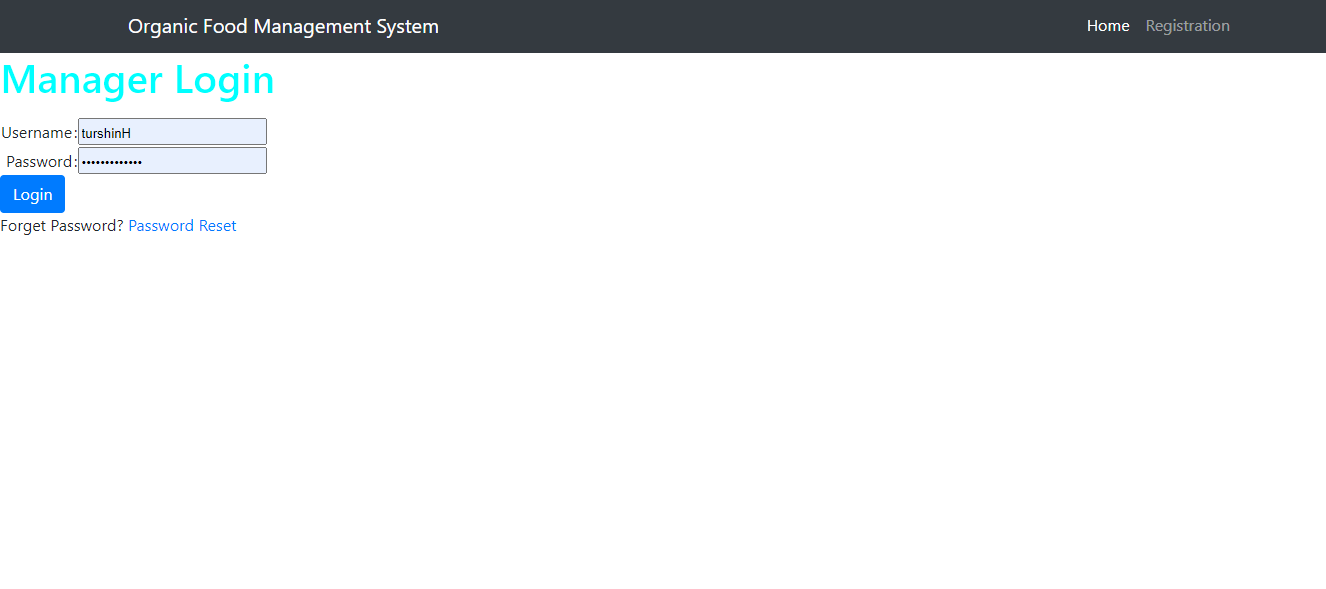 Organic Food Management System Home Registration
Manager Login
Username: turshinH
Password: •••••••••••••
Login
Forget Password? Password Reset